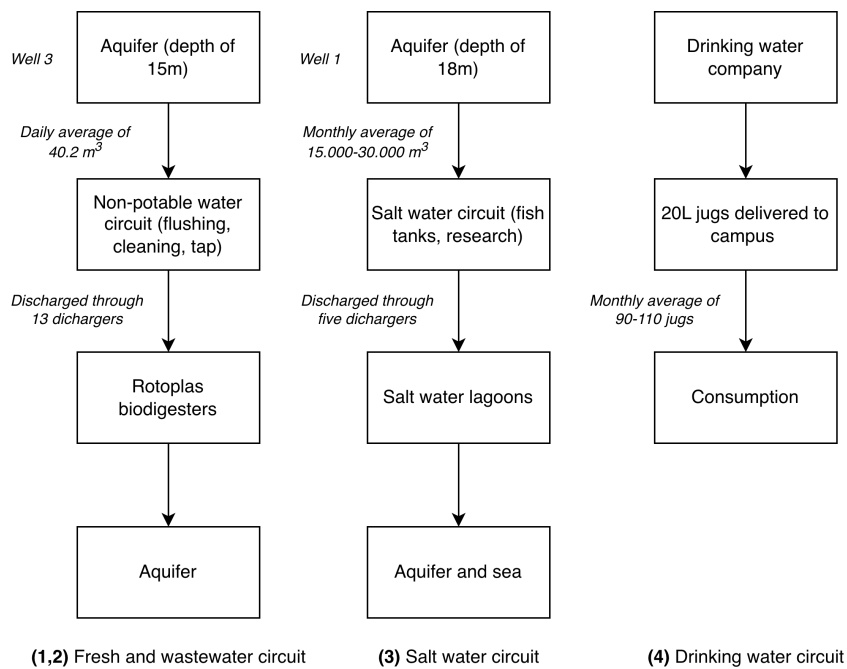 Well 3
Aquifer (depth of
15m)
Daily average of
40.2 m³
Non-potable water
circuit (flushing,
cleaning, tap)
Discharged through
13 dichargers
Rotoplas
biodigesters
Aquifer
(1,2) Fresh and wastewater circuit
Well 1
Aquifer (depth of
18m)
Monthly average of
15.000-30.000 m³
Salt water circuit (fish
tanks, research)
Discharged through
five dichargers
Salt water lagoons
Aquifer and sea
(3) Salt water circuit
Drinking water
company
20L jugs delivered to
campus
Monthly average of
90-110 jugs
Consumption
(4) Drinking water circuit